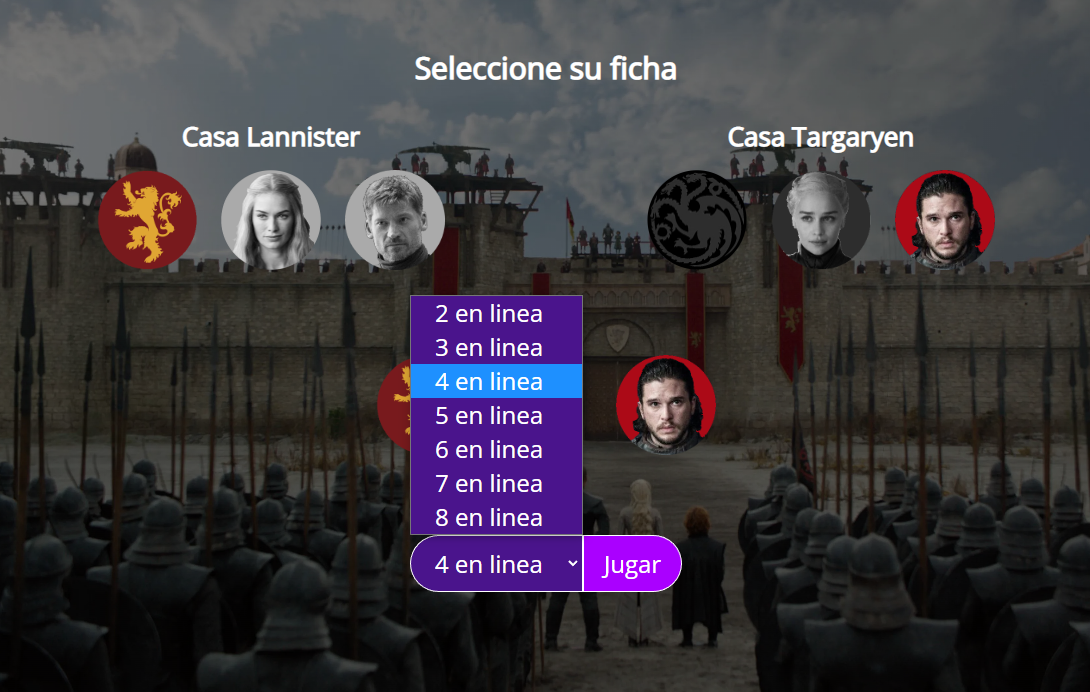 Seleccione su ficha
Casa Lannister
Casa Targaryen
2 en linea
3 en linea
4 en linea
5 en linea
6 en linea
7 en linea
8 en linea
4 en linea
Jugar